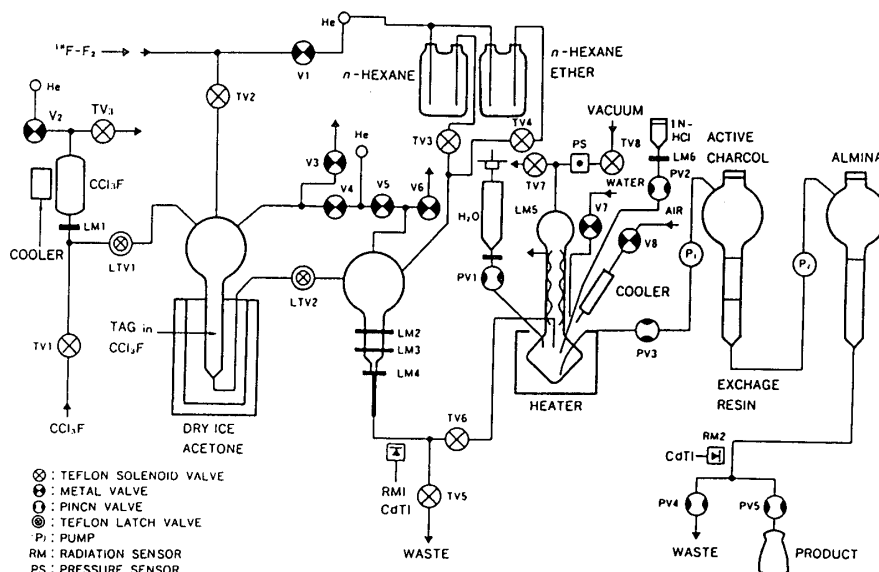 ¹⁸F-F₂
He
V1
n-HEXANE
n-HEXANE
ETHER
He
V2
TV3
TV2
CCl₃F
COOLER
LM1
LTV1
V3
He
V4
V5
V6
TV3
TV4
VACUUM
PS
TV8
TV7
1N-
HCl
LM6
PV2
WATER
H₂O
LM5
V7
AIR
V8
COOLER
PV1
ACTIVE
CHARCOL
ALMINA
P₁
P₂
PV3
EXCHAGE
RESIN
HEATER
LTV2
TAG in
CCl₃F
TV1
CCl₃F
DRY ICE
ACETONE
LM2
LM3
LM4
TV6
RM1
CdTl
TV5
WASTE
RM2
CdTl
PV4
PV5
WASTE
PRODUCT
: TEFLON SOLENOID VALVE
: METAL VALVE
: PINCN VALVE
: TEFLON LATCH VALVE
(P): PUMP
RM : RADIATION SENSOR
PS : PRESSURE SENSOR